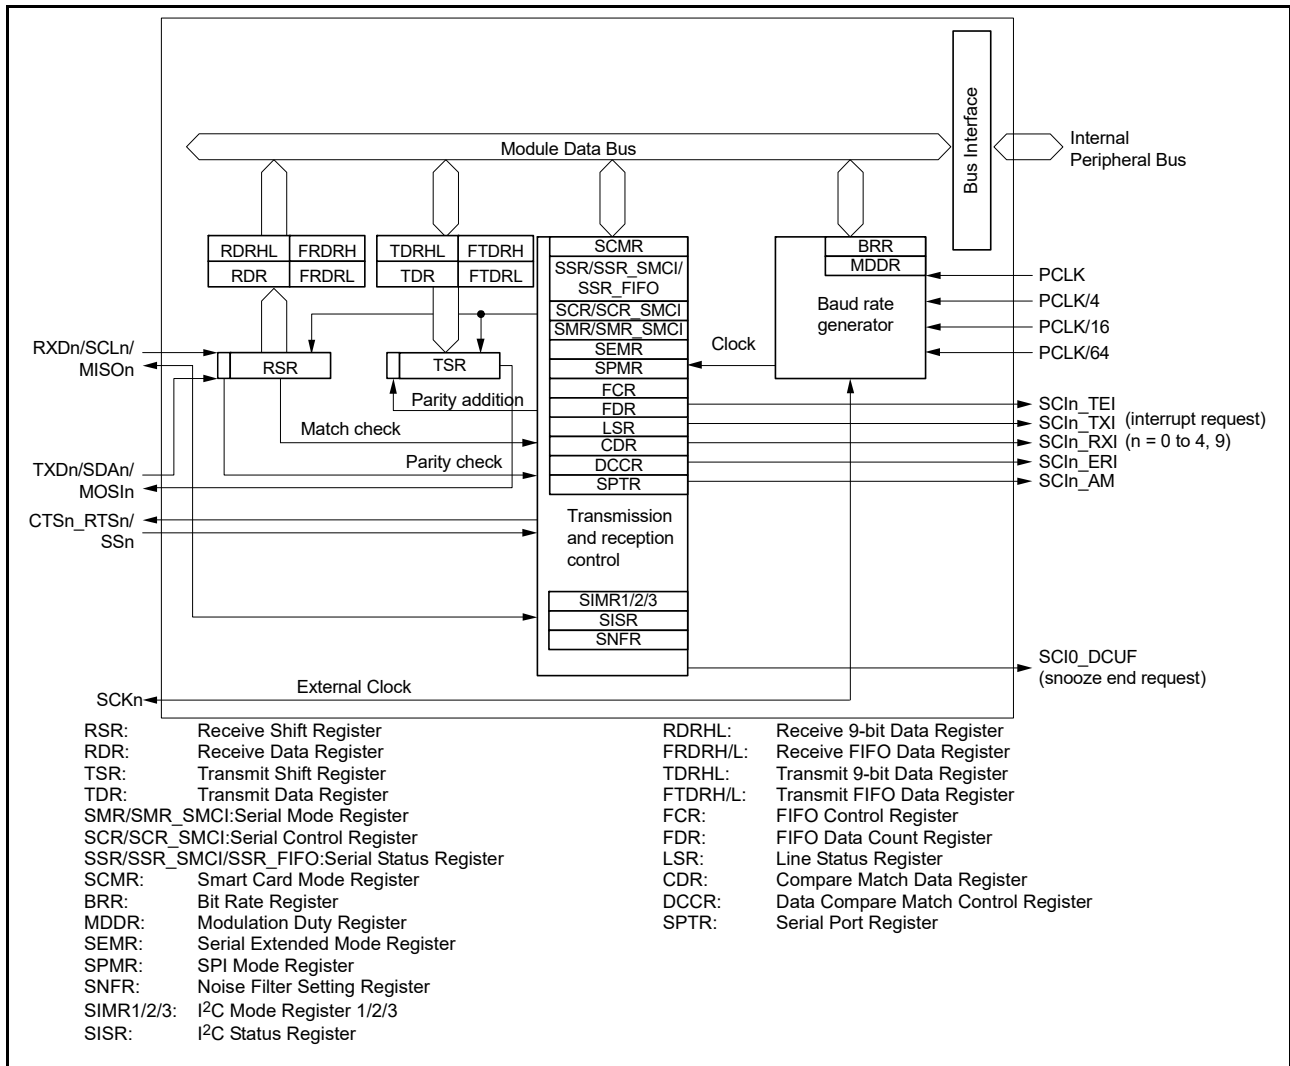 Bus Interface
Module Data Bus
Internal
Peripheral Bus
RDRHL FRDRH
RDR FRDRL
TDRHL FTDRH
TDR FTDRL
SCMR
SSR/SSR_SMCI/
SSR_FIFO
SCR/SCR_SMCI
SMR/SMR_SMCI
SEMR
SPMR
FCR
FDR
LSR
CDR
DCCR
SPTR
Transmission
and reception
control
SIMR1/2/3
SISR
SNFR
BRR
MDDR
Baud rate
generator
PCLK
PCLK/4
PCLK/16
PCLK/64
Clock
RXDn/SCLn/
MISOn
RSR
TSR
Parity addition
Match check
Parity check
TXDn/SDAn/
MOSIn
CTSn_RTSn/
SSn
SCIn_TEI
SCIn_TXI (interrupt request)
SCIn_RXI (n = 0 to 4, 9)
SCIn_ERI
SCIn_AM
SCI0_DCUF
(snooze end request)
External Clock
SCKn
RSR: Receive Shift Register
RDR: Receive Data Register
TSR: Transmit Shift Register
TDR: Transmit Data Register
SMR/SMR_SMCI:Serial Mode Register
SCR/SCR_SMCI:Serial Control Register
SSR/SSR_SMCI/SSR_FIFO:Serial Status Register
SCMR: Smart Card Mode Register
BRR: Bit Rate Register
MDDR: Modulation Duty Register
SEMR: Serial Extended Mode Register
SPMR: SPI Mode Register
SNFR: Noise Filter Setting Register
SIMR1/2/3: I2C Mode Register 1/2/3
SISR: I2C Status Register
RDRHL: Receive 9-bit Data Register
FRDRH/L: Receive FIFO Data Register
TDRHL: Transmit 9-bit Data Register
FTDRH/L: Transmit FIFO Data Register
FCR: FIFO Control Register
FDR: FIFO Data Count Register
LSR: Line Status Register
CDR: Compare Match Data Register
DCCR: Data Compare Match Control Register
SPTR: Serial Port Register